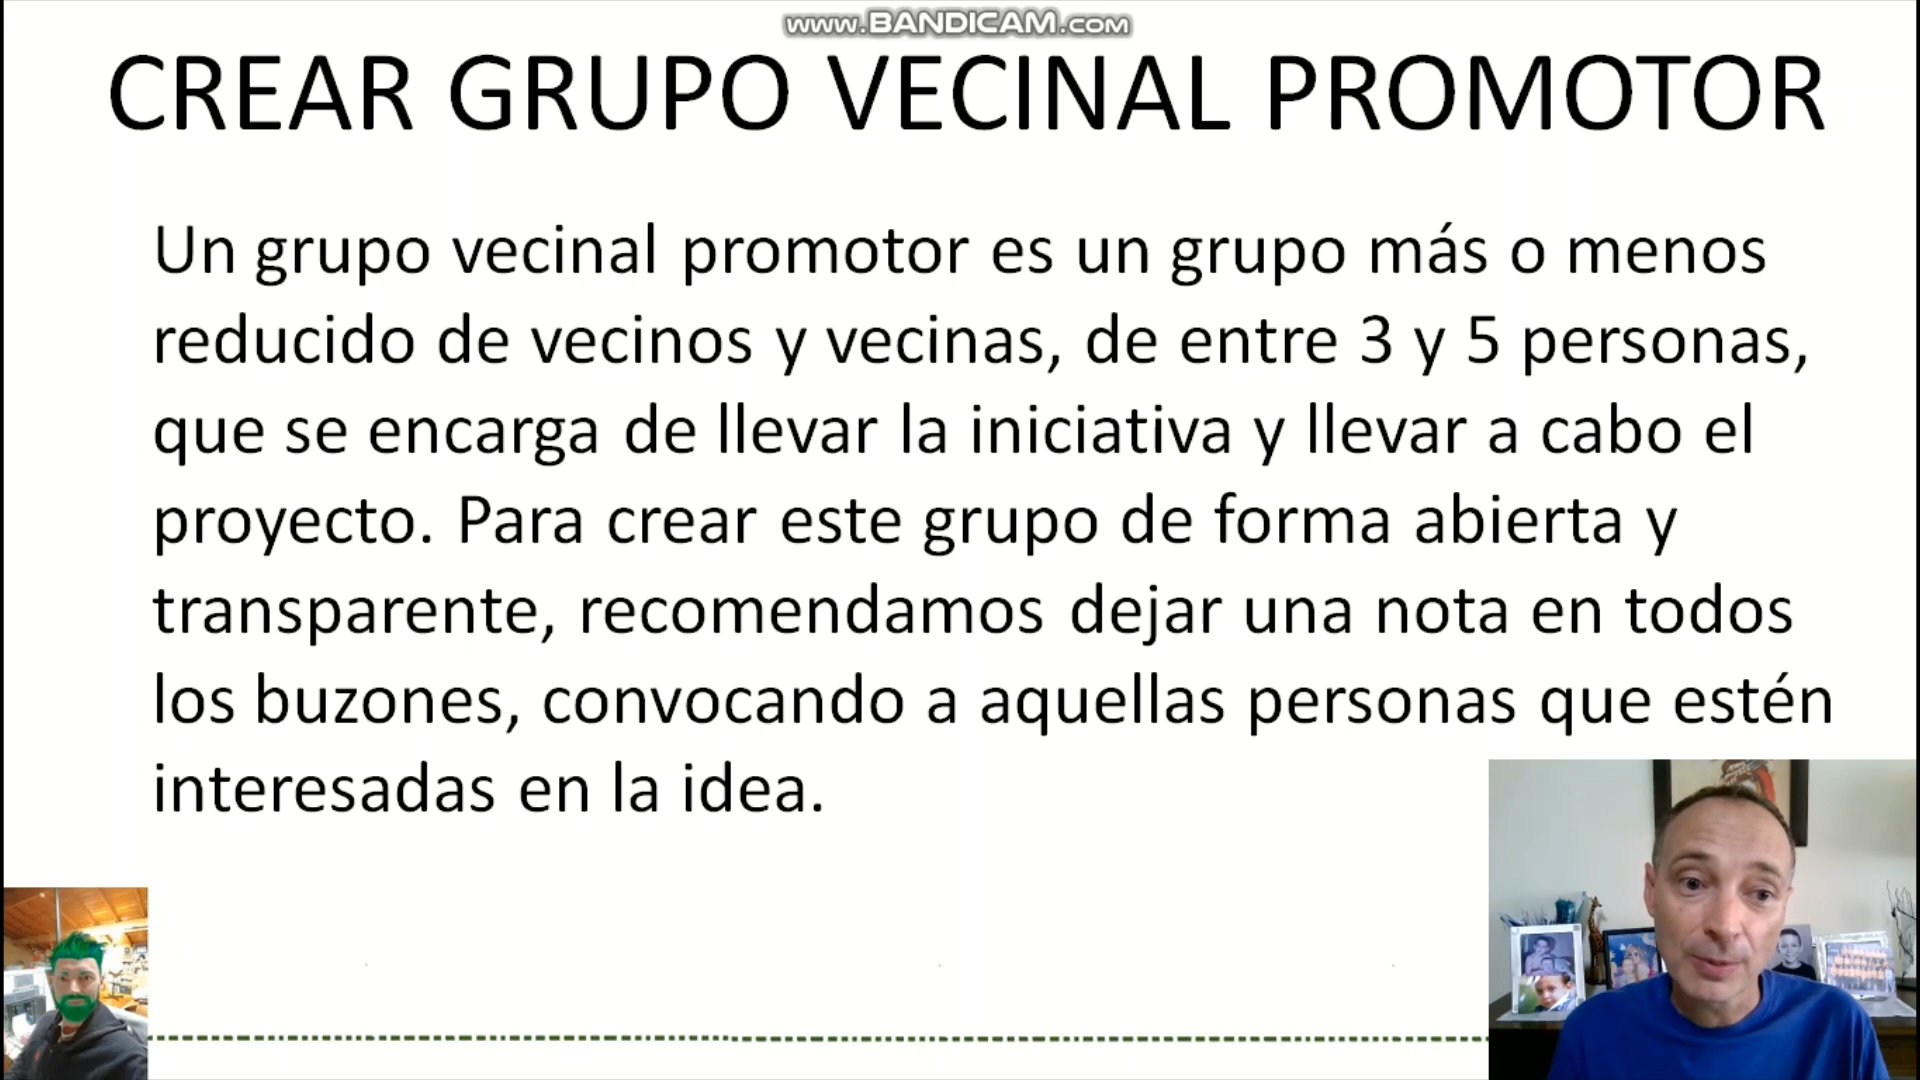 www.BANDICAM.com
CREAR GRUPO VECINAL PROMOTOR
Un grupo vecinal promotor es un grupo más o menos
reducido de vecinos y vecinas, de entre 3 y 5 personas,
que se encarga de llevar la iniciativa y llevar a cabo el
proyecto. Para crear este grupo de forma abierta y
transparente, recomendamos dejar una nota en todos
los buzones, convocando a aquellas personas que estén
interesadas en la idea.